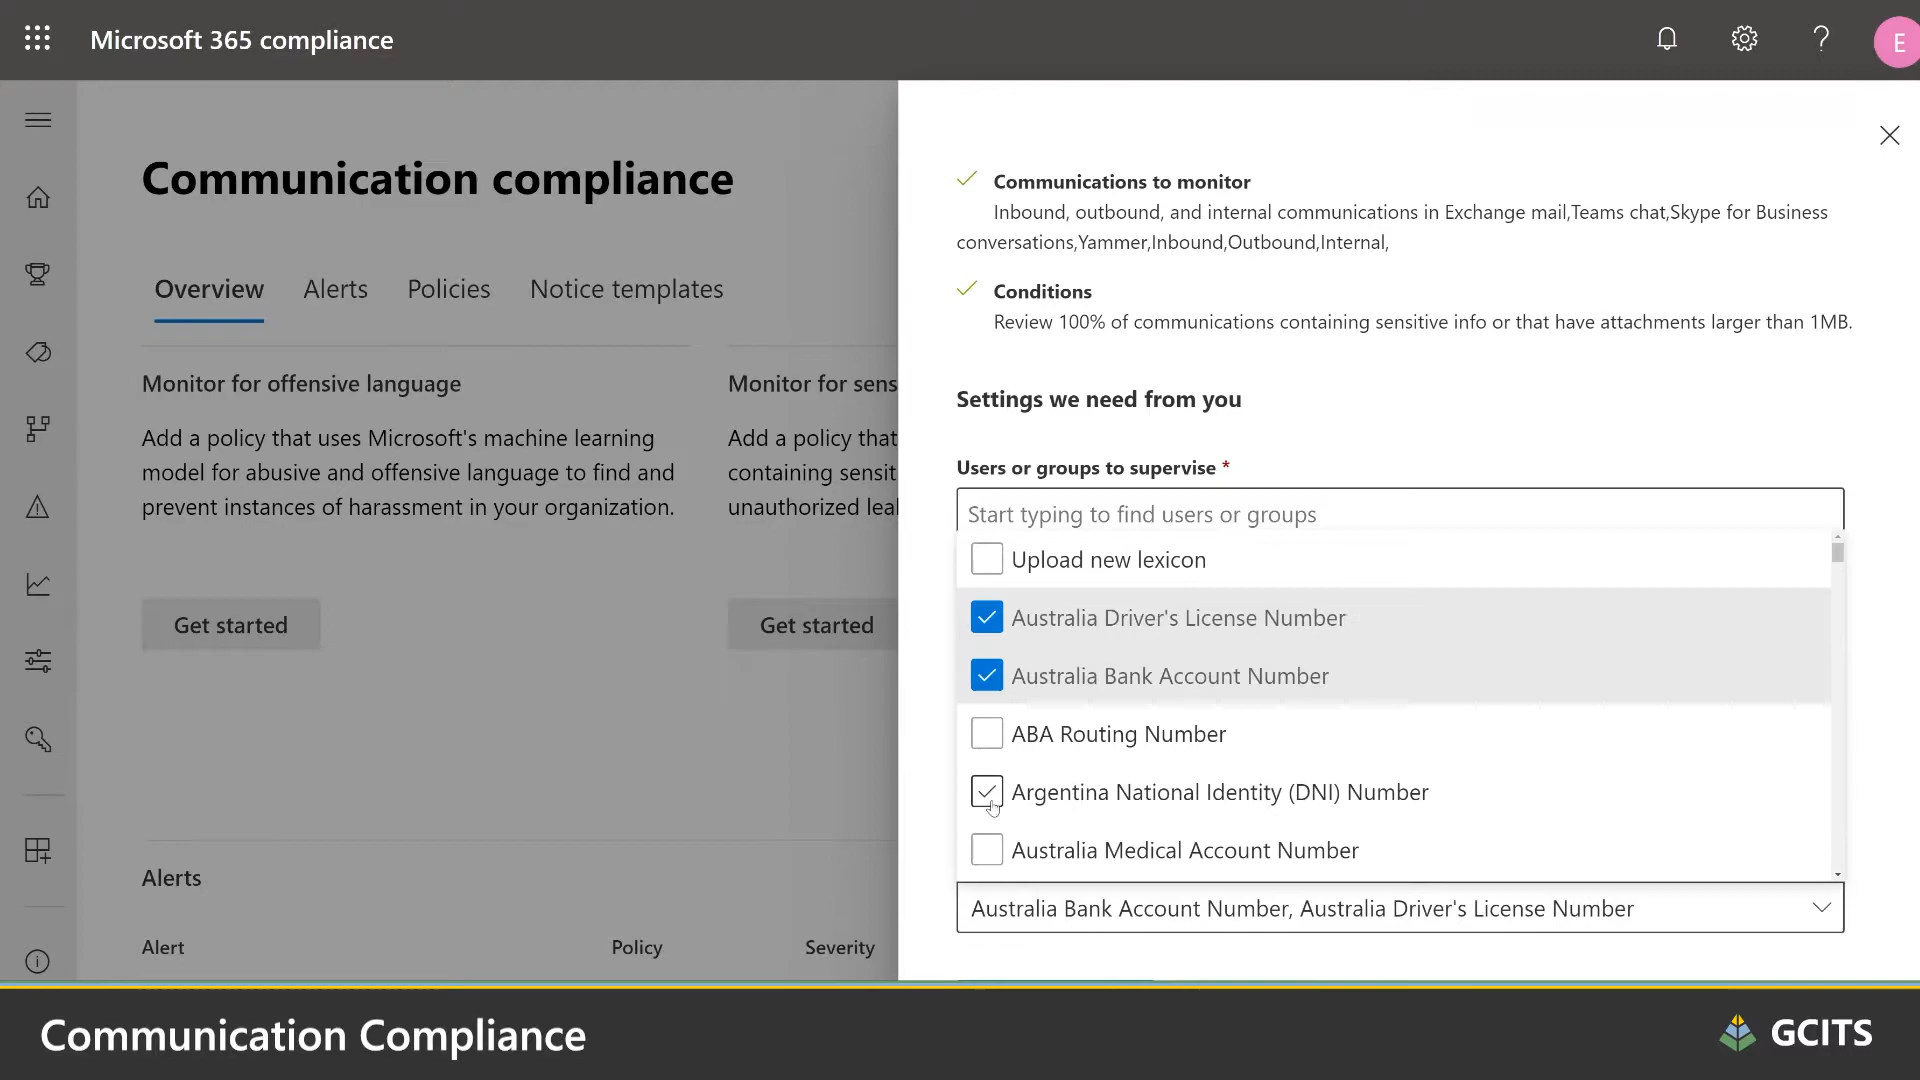 Microsoft 365 compliance
E
Communication compliance
Overview Alerts Policies Notice templates
Monitor for offensive language
Add a policy that uses Microsoft's machine learning
model for abusive and offensive language to find and
prevent instances of harassment in your organization.
Get started
Monitor for sens
Add a policy that
containing sensit
unauthorized lea
Get started
Alerts
Alert Policy Severity
Communications to monitor
Inbound, outbound, and internal communications in Exchange mail,Teams chat,Skype for Business
conversations,Yammer,Inbound,Outbound,Internal,
Conditions
Review 100% of communications containing sensitive info or that have attachments larger than 1MB.
Settings we need from you
Users or groups to supervise *
Start typing to find users or groups
Upload new lexicon
Australia Driver's License Number
Australia Bank Account Number
ABA Routing Number
Argentina National Identity (DNI) Number
Australia Medical Account Number
Australia Bank Account Number, Australia Driver's License Number
Communication Compliance
GCITS